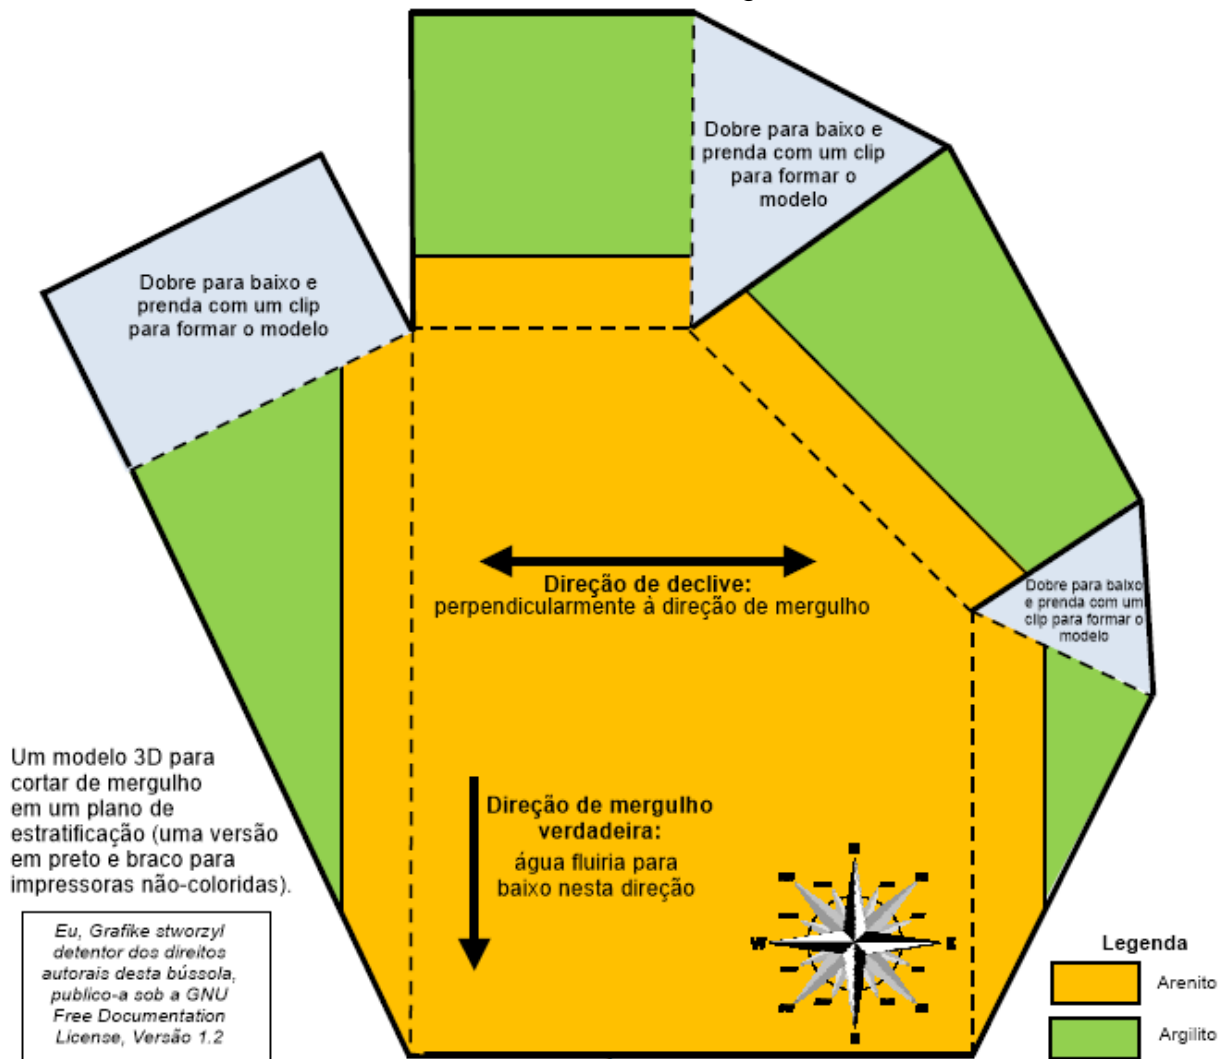 Dobre para baixo e
prenda com um clip
para formar o
modelo
Dobre para baixo e
prenda com um clip
para formar o modelo
Direção de declive:
perpendicularmente à direção de mergulho
Dobre para baixo
e prenda com um
clip para formar o
modelo
Um modelo 3D para
cortar de mergulho
em um plano de
estratificação (uma versão
em preto e braco para
impressoras não-coloridas).
Direção de mergulho
verdadeira:
água fluiria para
baixo nesta direção
Eu, Grafike stworzyl
detentor dos direitos
autorais desta bússola,
publico-a sob a GNU
Free Documentation
License, Versão 1.2
W
E
Legenda
Arenito
Argilito